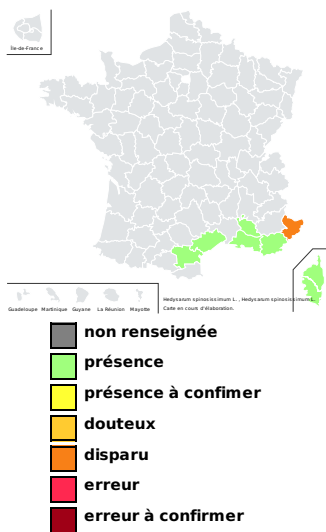 Île-de-France
Guadeloupe Martinique Guyane La Réunion Mayotte
Hedysarum spinosissimum L. , Hedysarum spinosissimum L.
Carte en cours d'élaboration.
non renseignée
présence
présence à confimer
douteux
disparu
erreur
erreur à confirmer